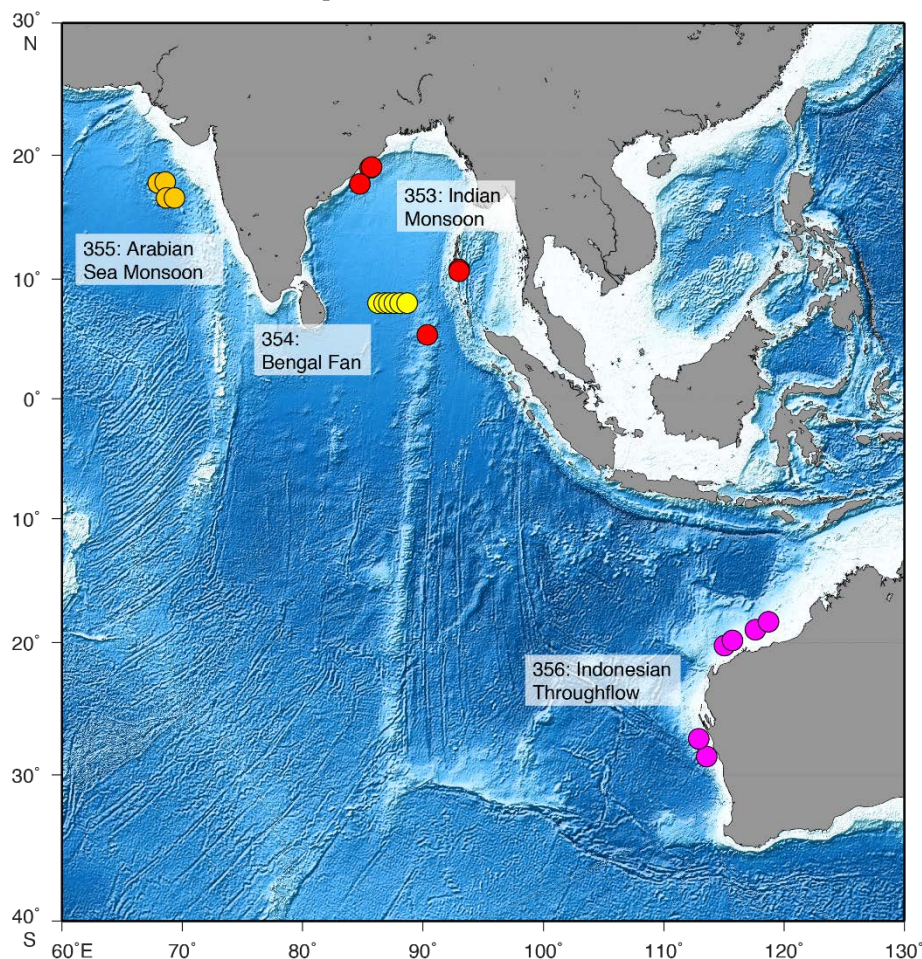 30˚
N
20˚
10˚
0˚
10˚
20˚
30˚
40˚
S
353: Indian
Monsoon
355: Arabian
Sea Monsoon
354:
Bengal Fan
356: Indonesian
Throughflow
60˚E 70˚ 80˚ 90˚ 100˚ 110˚ 120˚ 130˚